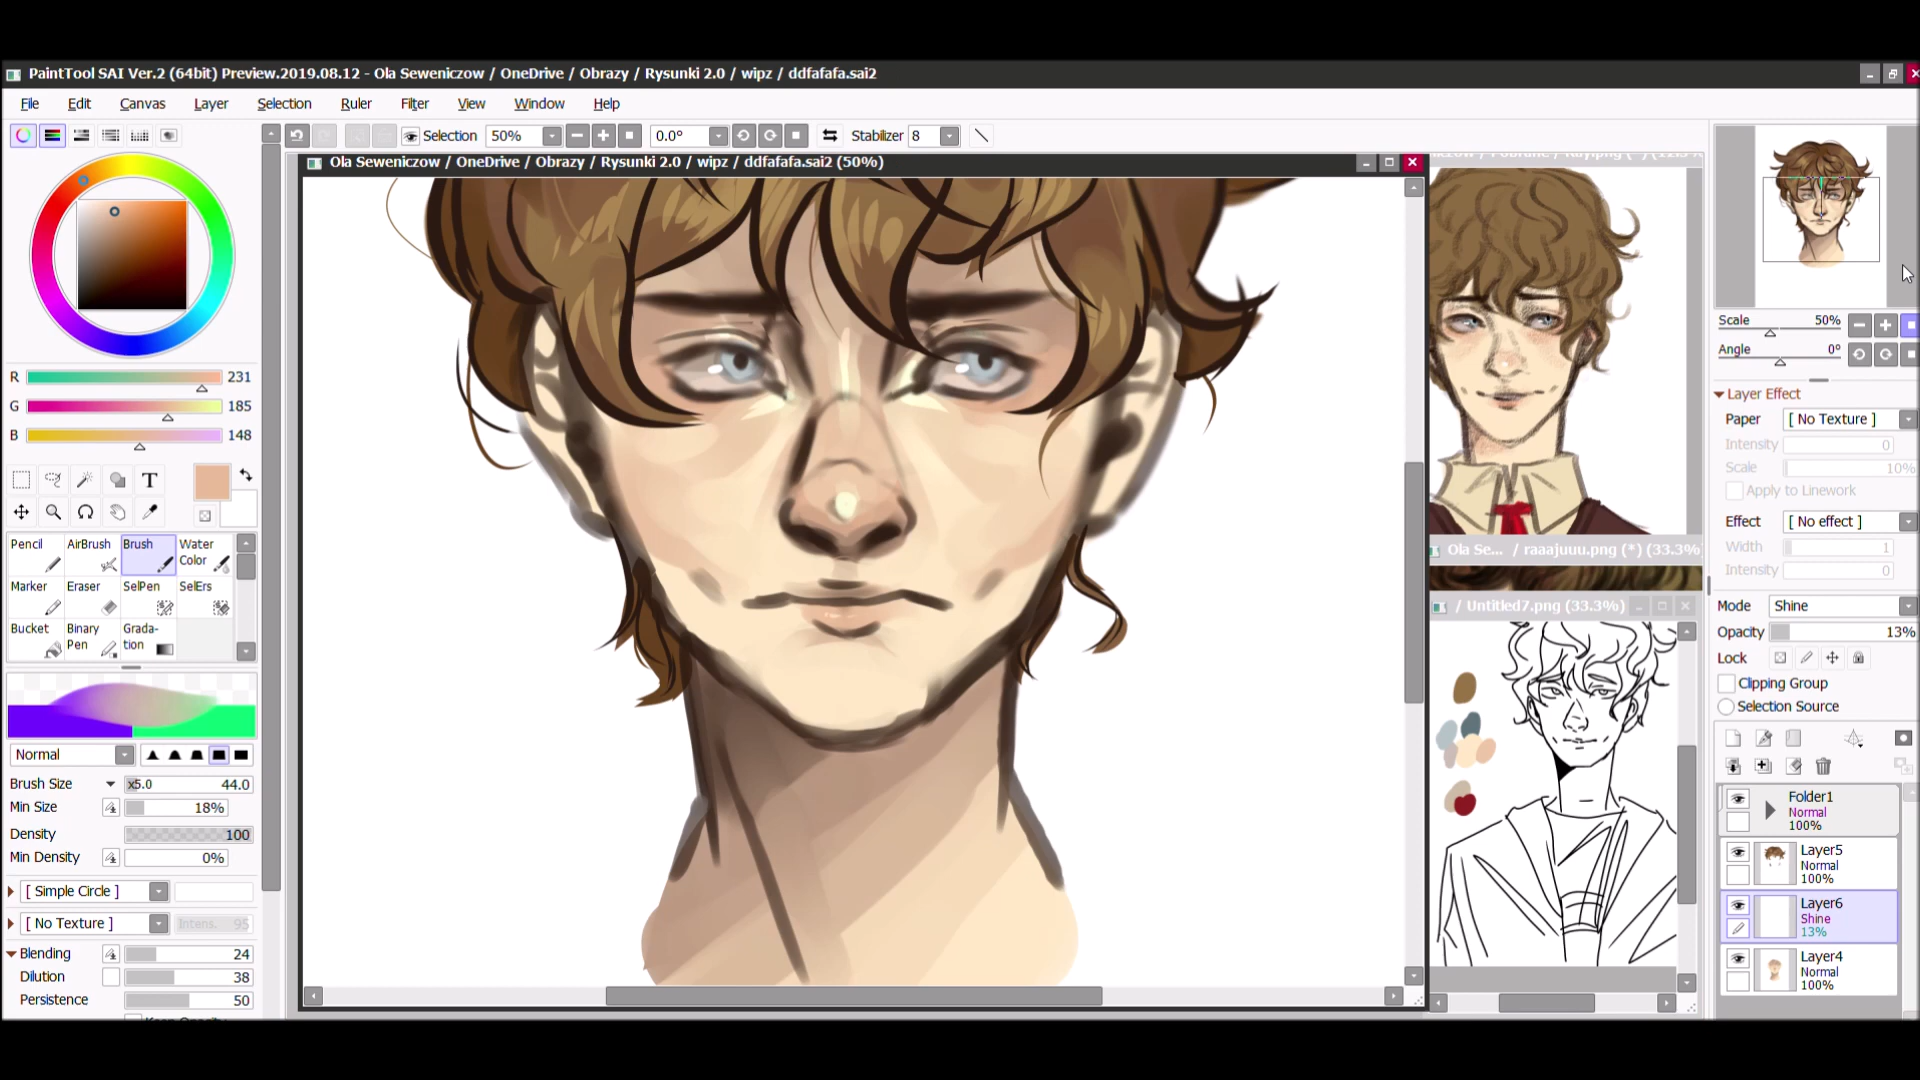 PaintTool SAI Ver.2 (64bit) Preview.2019.08.12 - Ola Seweniczow / OneDrive / Obrazy / Rysunki 2.0 / wipz / ddfafafa.sai2
File Edit Canvas Layer Selection Ruler Filter View Window Help
Selection 50% 0.0° Stabilizer 8
Ola Seweniczow / OneDrive / Obrazy / Rysunki 2.0 / wipz / ddfafafa.sai2 (50%)
R 231
G 185
B 148
T
Pencil AirBrush Brush Water Color
Marker Eraser SelPen SelErs
Bucket Binary Pen Grada-tion
Normal
Brush Size x5.0 44.0
Min Size 18%
Density 100
Min Density 0%
[ Simple Circle ]
[ No Texture ] Intens. 95
Blending 24
Dilution 38
Persistence 50
Ola Se... / raaajuuu.png (*) (33.3%)
/ Untitled7.png (33.3%)
Scale 50%
Angle 0°
Layer Effect
Paper [ No Texture ]
Intensity 0
Scale 10%
Apply to Linework
Effect [ No effect ]
Width 1
Intensity 0
Mode Shine
Opacity 13%
Lock
Clipping Group
Selection Source
Folder1
Normal
100%
Layer5
Normal
100%
Layer6
Shine
13%
Layer4
Normal
100%